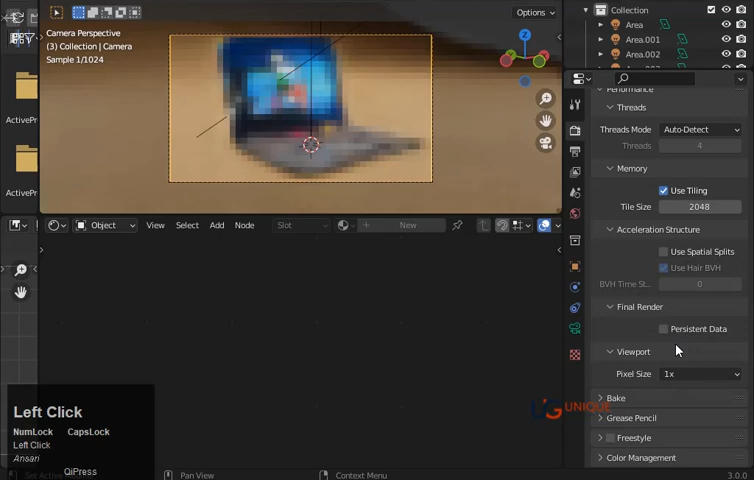 Options
Camera Perspective
(3) Collection | Camera
Sample 1/1024
Z
ActivePr
ActivePr
Collection
Area
Area.001
Area.002
Performance
Threads
Threads Mode Auto-Detect
Threads 4
Memory
Use Tiling
Tile Size 2048
Acceleration Structure
Use Spatial Splits
Use Hair BVH
BVH Time St... 0
Final Render
Persistent Data
Viewport
Pixel Size 1x
Bake
Grease Pencil
Freestyle
Color Management
Object View Select Add Node Slot New
Left Click
NumLock CapsLock
Left Click
Ansari
QiPress
UG UNIQUE
Set Active Pan View Context Menu
3.0.0